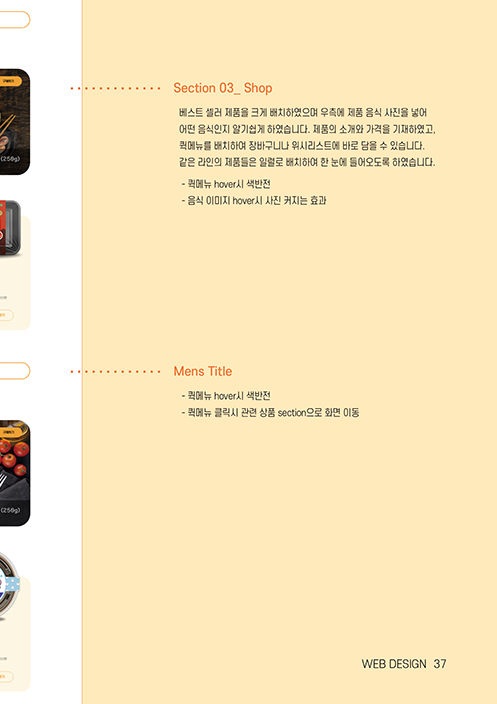 Section 03_ Shop
베스트 셀러 제품을 크게 배치하였으며 우측에 제품 음식 사진을 넣어
어떤 음식인지 알기쉽게 하였습니다. 제품의 소개와 가격을 기재하였고,
퀵메뉴를 배치하여 장바구니나 위시리스트에 바로 담을 수 있습니다.
같은 라인의 제품들은 일렬로 배치하여 한 눈에 들어오도록 하였습니다.
- 퀵메뉴 hover시 색반전
- 음식 이미지 hover시 사진 커지는 효과
(250g)
Mens Title
- 퀵메뉴 hover시 색반전
- 퀵메뉴 클릭시 관련 상품 section으로 화면 이동
(250g)
WEB DESIGN 37